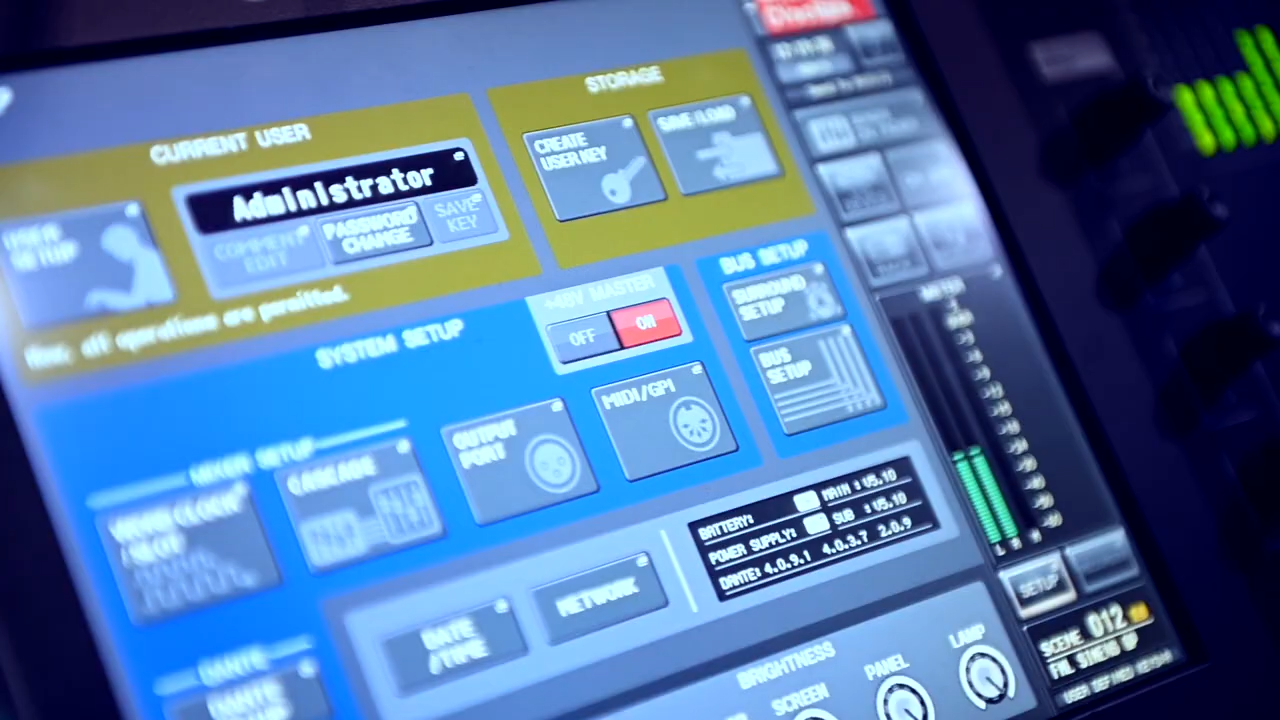 STORAGE
CURRENT USER
CREATE
USER KEY
SAVE/LOAD
Administrator
USER
SETUP
COMMENT
EDIT
PASSWORD
CHANGE
SAVE
KEY
Now, all operations are permitted.
BUS SETUP
SURROUND
SETUP
+48V MASTER
OFF
ON
SYSTEM SETUP
BUS
SETUP
METER
MIDI/GPI
OUTPUT
PORT
MIXER SETUP
CASCADE
WORD CLOCK
/SLOT
BATTERY: MAIN : V5.10
POWER SUPPLY: SUB : V5.10
DANTE: 4.0.9.1 4.0.3.7 2.0.9
NETWORK
DATE
/TIME
SETUP
SCENE 012
DANTE
DANTE
SETUP
BRIGHTNESS
SCREEN
PANEL
LAMP